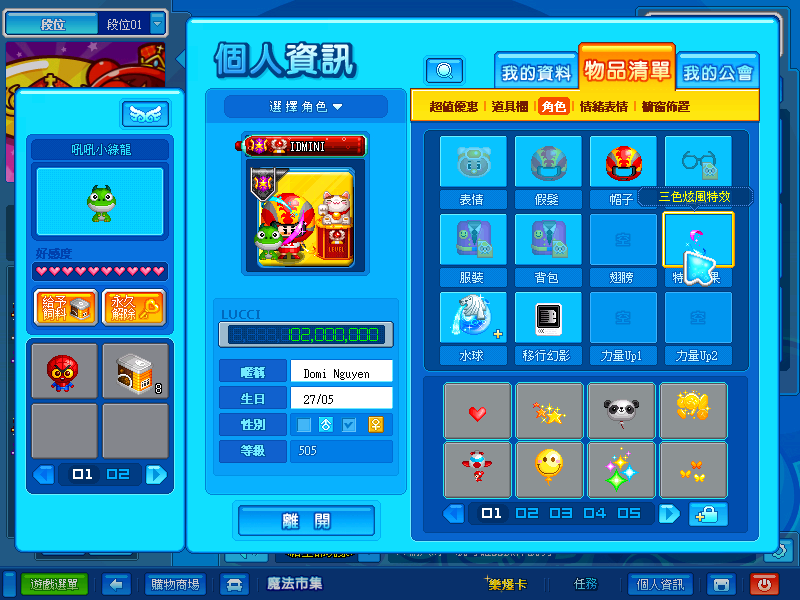 段位 段位01
個人資訊
我的資料 物品清單 我的公會
超值優惠 道具欄 角色 情緒表情 擴窗佈置
選擇角色
IDMINI
LEVEL
吼吼小綠龍
好感度
給予飼料
永久解除
8
01 02
表情 假髮 帽子
三色炫風特效
服裝 背包 翅膀
空 空 空
水球 移行幻影 力量Up1 力量Up2
LUCCI
02,000,000
暱稱 Domi Nguyen
生日 27/05
性別
等級 505
離 開
01 02 03 04 05
遊戲選單 購物商場 魔法市集 樂爆卡 任務 個人資訊